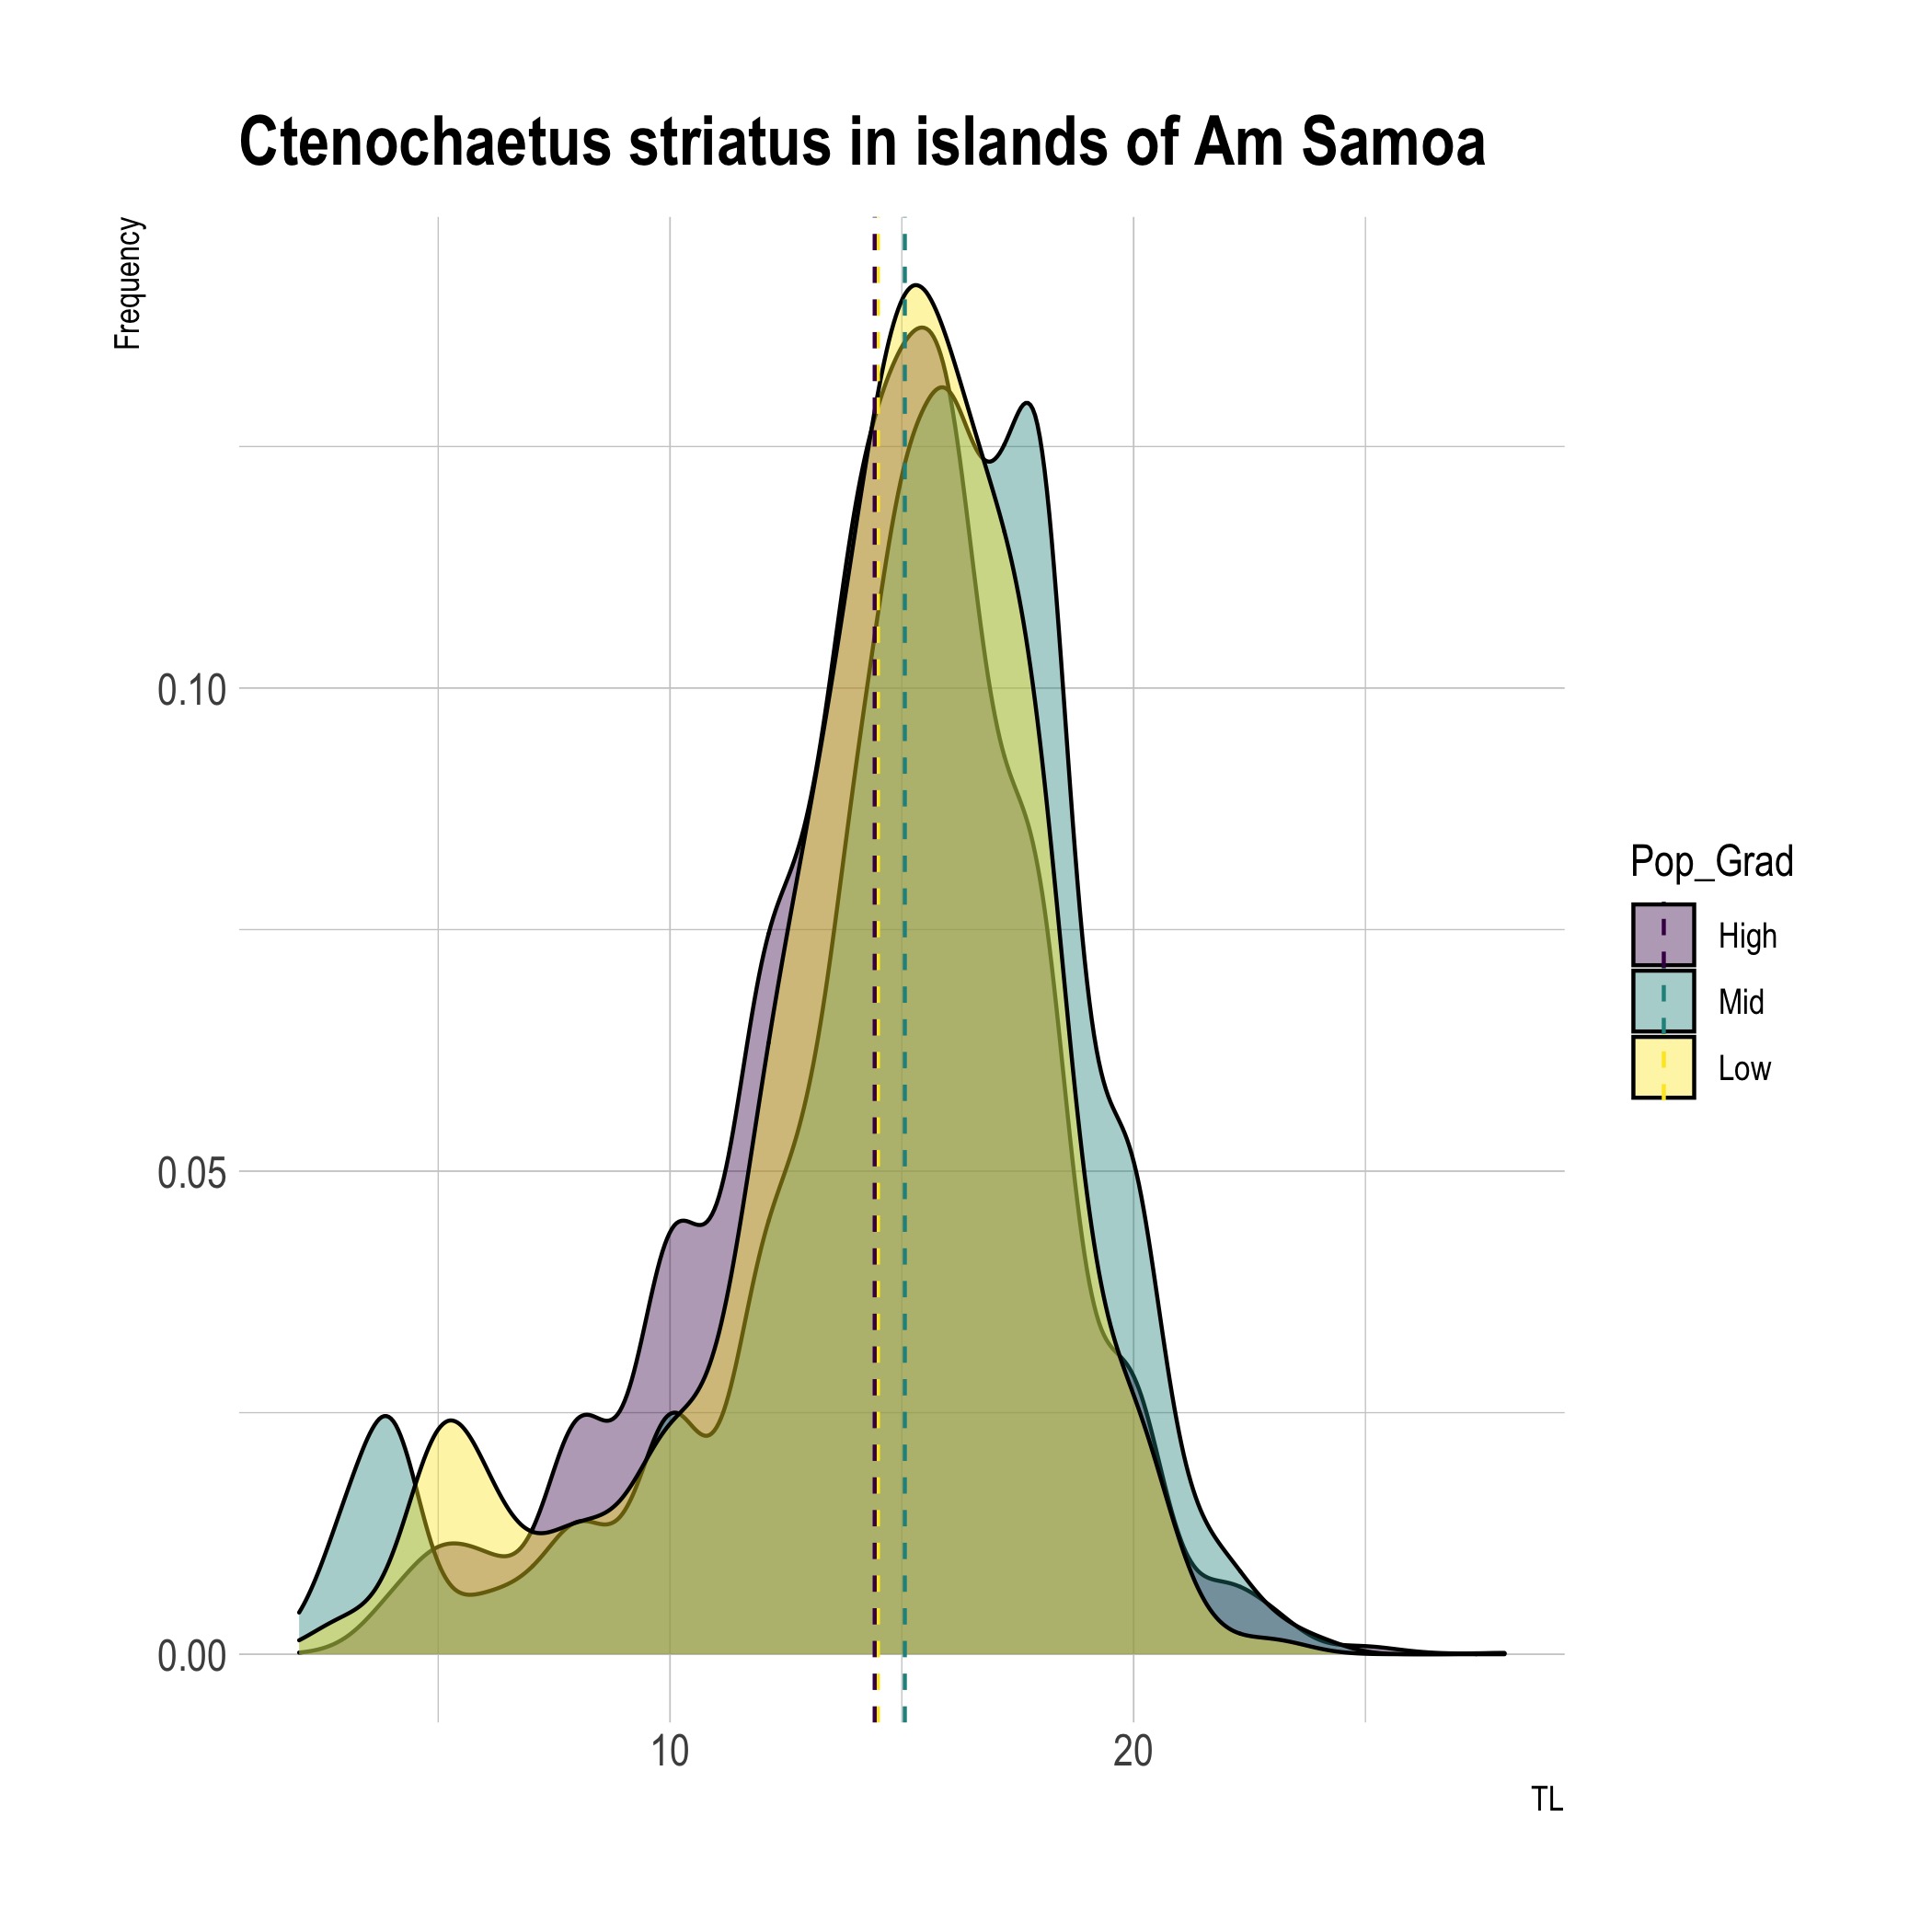 Ctenochaetus striatus in islands of Am Samoa
Frequency
0.10
0.05
0.00
10
20
TL
Pop_Grad
High
Mid
Low